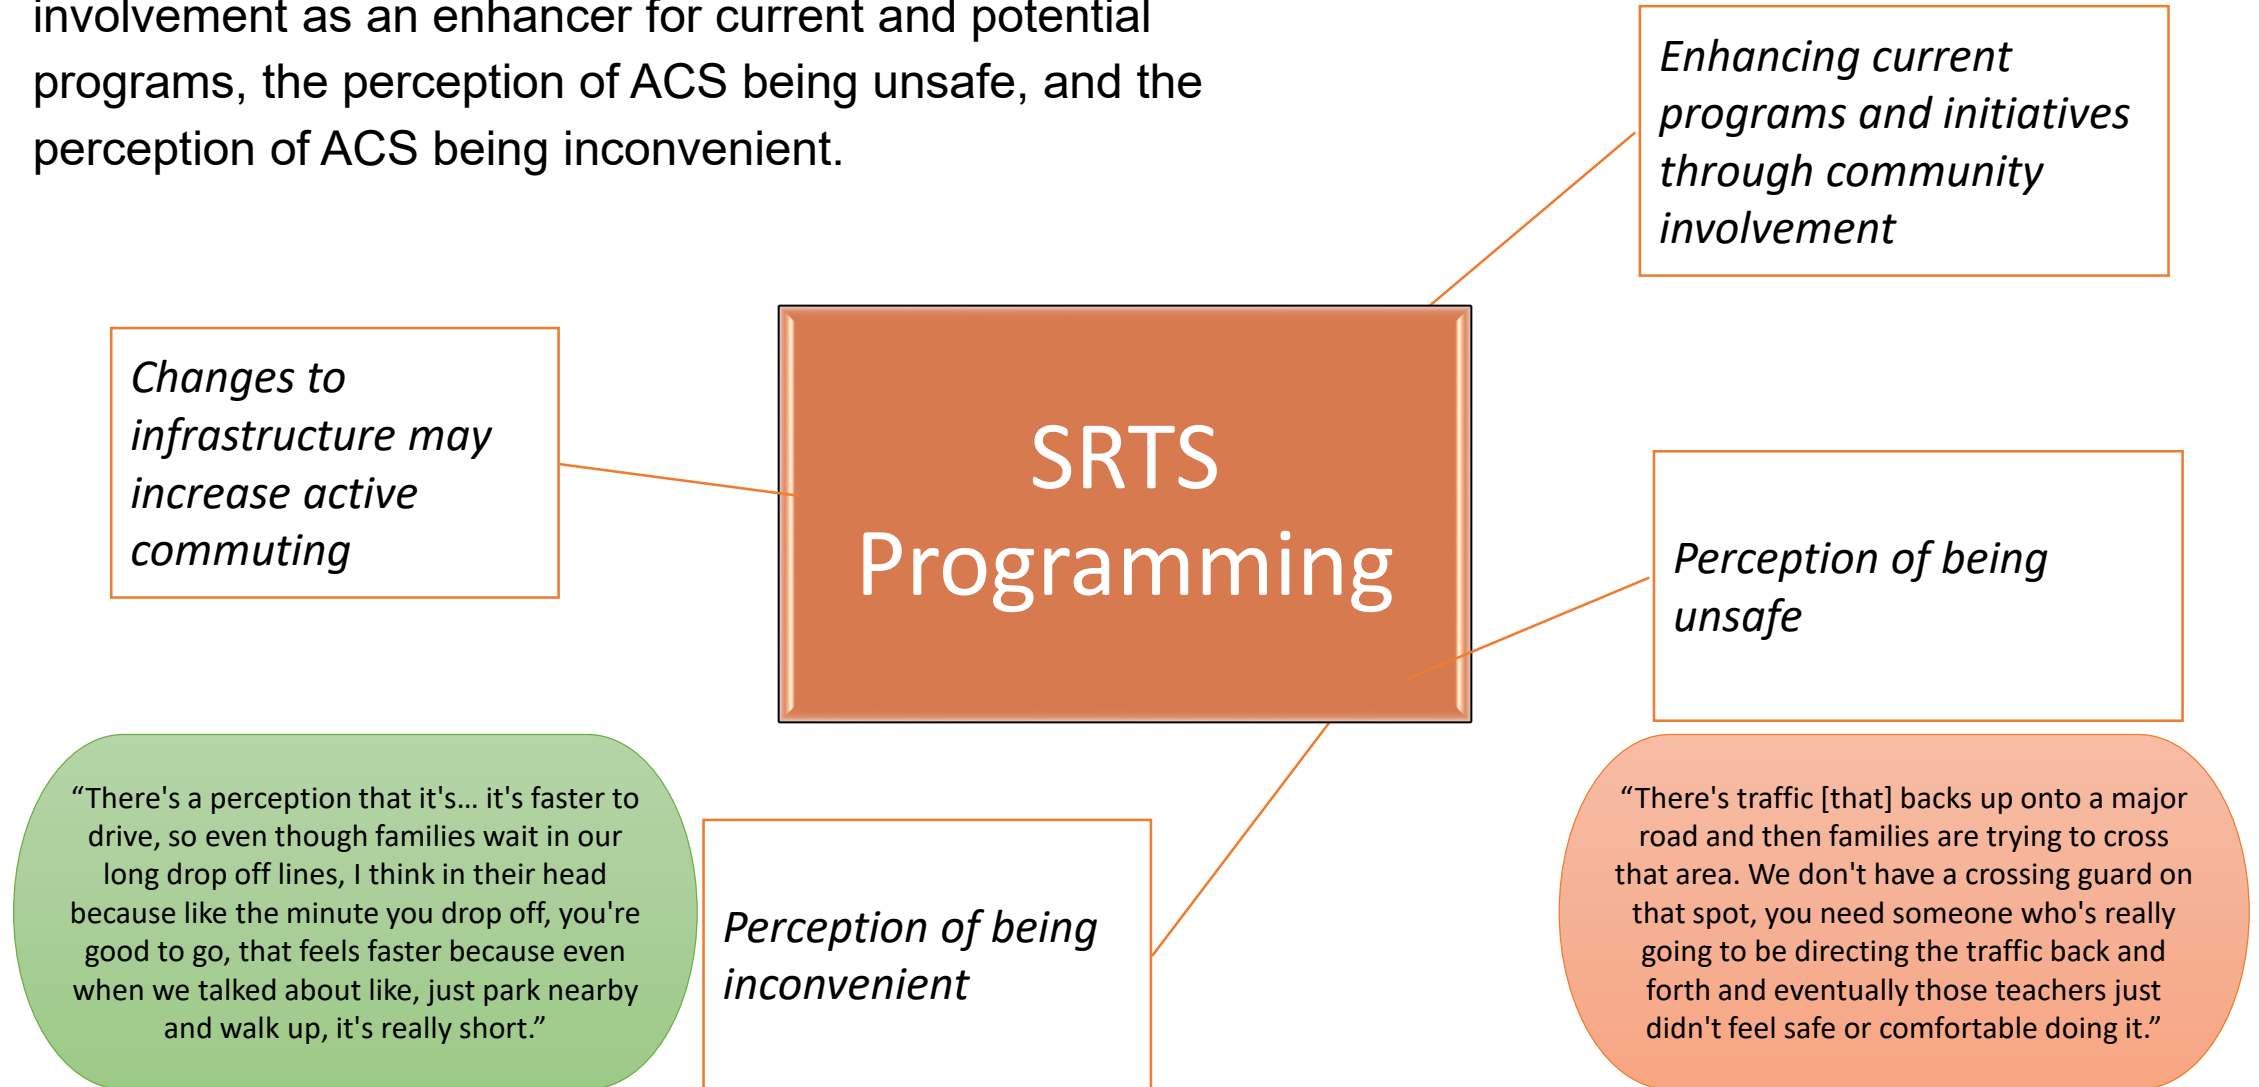 involvement as an enhancer for current and potential
programs, the perception of ACS being unsafe, and the
perception of ACS being inconvenient.
Enhancing current
programs and initiatives
through community
involvement
Changes to
infrastructure may
increase active
commuting
SRTS
Programming
Perception of being
unsafe
“There's a perception that it's... it's faster to
drive, so even though families wait in our
long drop off lines, I think in their head
because like the minute you drop off, you're
good to go, that feels faster because even
when we talked about like, just park nearby
and walk up, it's really short.”
Perception of being
inconvenient
“There's traffic [that] backs up onto a major
road and then families are trying to cross
that area. We don't have a crossing guard on
that spot, you need someone who's really
going to be directing the traffic back and
forth and eventually those teachers just
didn't feel safe or comfortable doing it.”